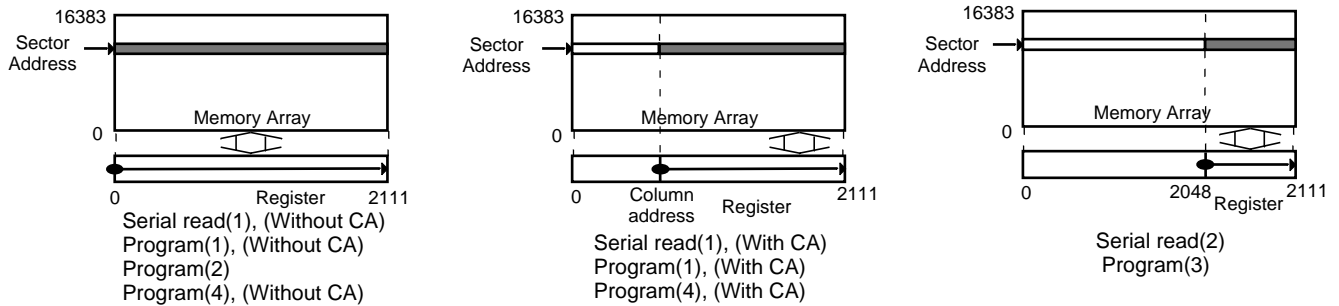 16383
Sector
Address
Memory Array
0
0
2111
Register
Serial read(1), (Without CA)
Program(1), (Without CA)
Program(2)
Program(4), (Without CA)
16383
Sector
Address
Memory Array
0
0
Column
address
2111
Register
Serial read(1), (With CA)
Program(1), (With CA)
Program(4), (With CA)
16383
Sector
Address
Memory Array
0
0
2048
2111
Register
Serial read(2)
Program(3)